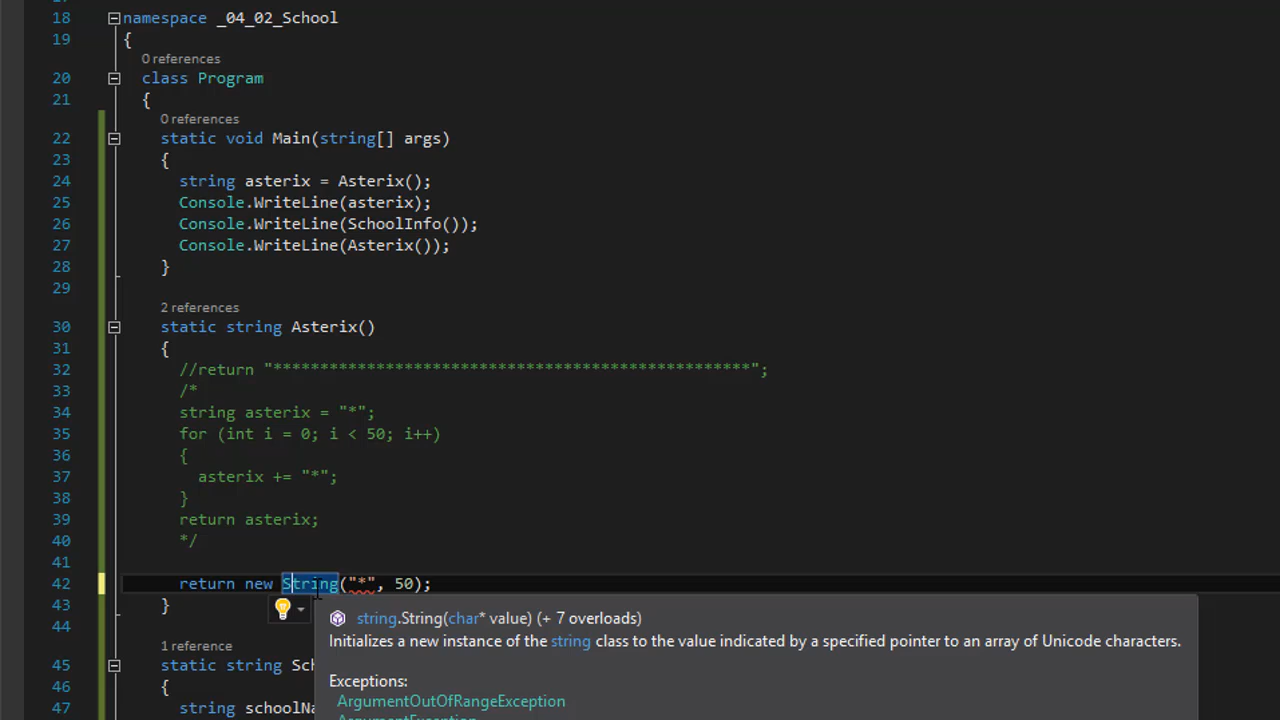 18 namespace _04_02_School
19 {
0 references
20 class Program
21 {
0 references
22 static void Main(string[] args)
23 {
24 string asterix = Asterix();
25 Console.WriteLine(asterix);
26 Console.WriteLine(SchoolInfo());
27 Console.WriteLine(Asterix());
28 }
29
2 references
30 static string Asterix()
31 {
32 //return "***************************************************";
33 /*
34 string asterix = "*";
35 for (int i = 0; i < 50; i++)
36 {
37 asterix += "*";
38 }
39 return asterix;
40 */
41
42 return new String("*", 50);
43 }
string.String(char* value) (+ 7 overloads)
44
Initializes a new instance of the string class to the value indicated by a specified pointer to an array of Unicode characters.
1 reference
45 static string Sch
46 {
Exceptions:
ArgumentOutOfRangeException
47 string schoolNa